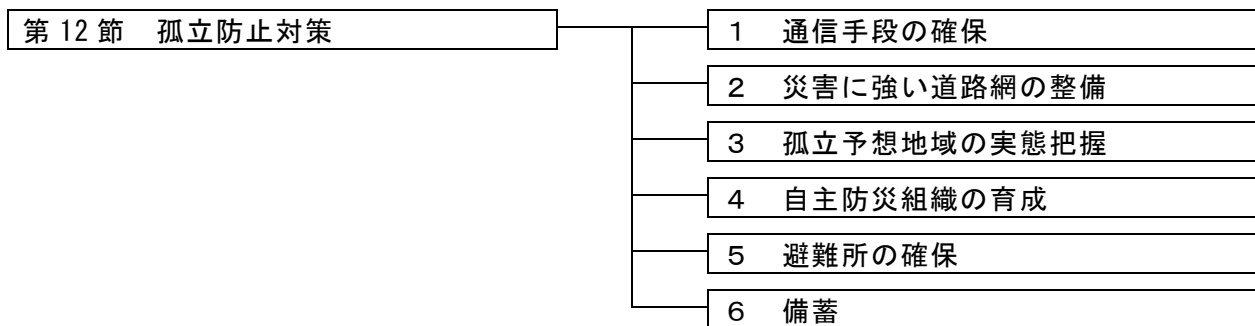 第 12 節　孤立防止対策
１　通信手段の確保
２　災害に強い道路網の整備
３　孤立予想地域の実態把握
４　自主防災組織の育成
５　避難所の確保
６　備蓄